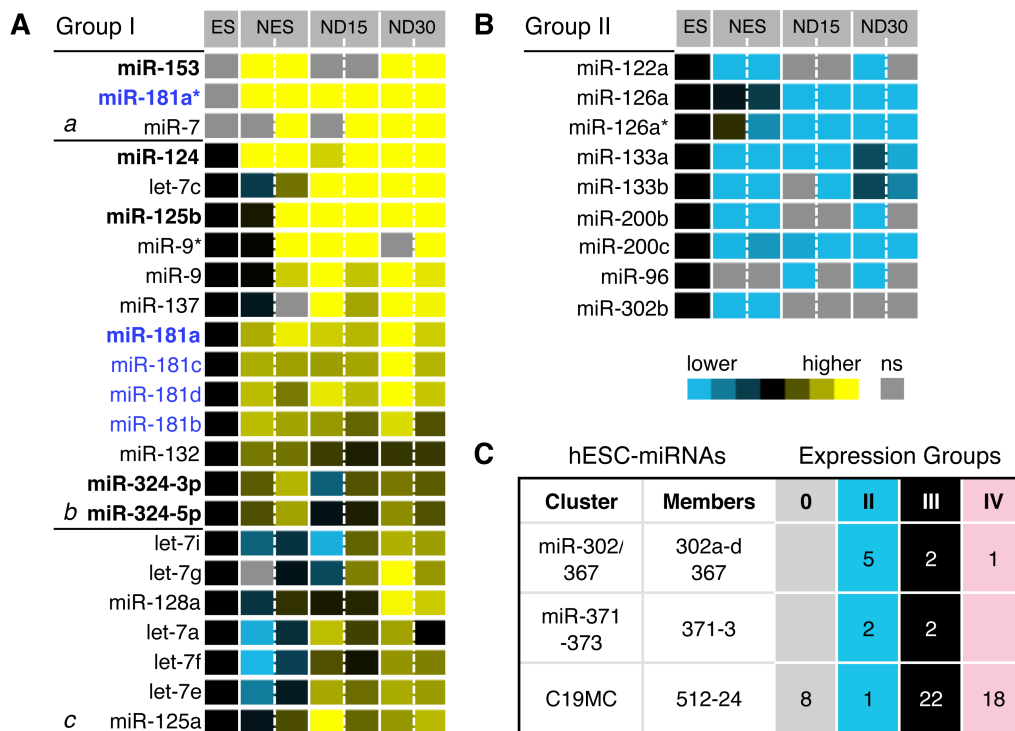 A
Group I
ES NES ND15 ND30
miR-153
miR-181a*
a miR-7
miR-124
let-7c
miR-125b
miR-9*
miR-9
miR-137
miR-181a
miR-181c
miR-181d
miR-181b
miR-132
miR-324-3p
b miR-324-5p
let-7i
let-7g
miR-128a
let-7a
let-7f
let-7e
c miR-125a
B
Group II
ES NES ND15 ND30
miR-122a
miR-126a
miR-126a*
miR-133a
miR-133b
miR-200b
miR-200c
miR-96
miR-302b
lower higher ns
C
hESC-miRNAs Expression Groups
Cluster Members 0 II III IV
miR-302/
367
302a-d
367
5 2 1
miR-371
-373
371-3 2 2
C19MC 512-24 8 1 22 18